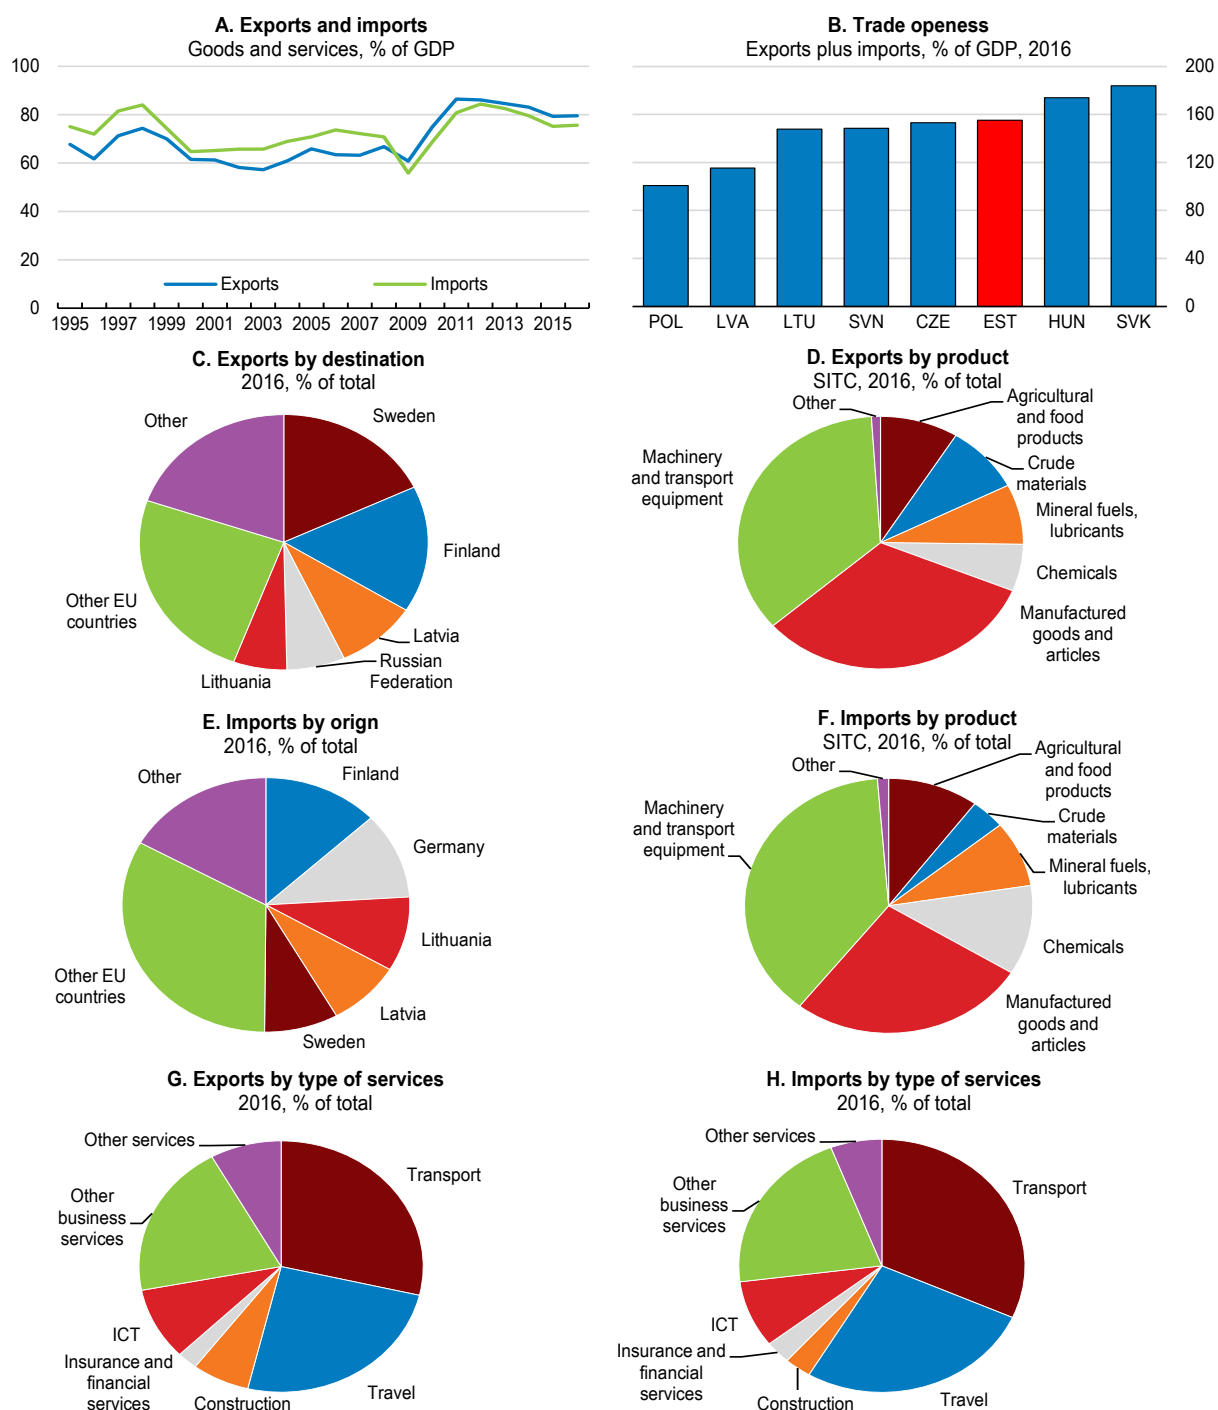 A. Exports and imports
Goods and services, % of GDP
100
80
60
40
20
0
Exports
Imports
1995 1997 1999 2001 2003 2005 2007 2009 2011 2013 2015
B. Trade openess
Exports plus imports, % of GDP, 2016
200
160
120
80
40
0
POL LVA LTU SVN CZE EST HUN SVK
C. Exports by destination
2016, % of total
Other
Sweden
Finland
Other EU
countries
Latvia
Russian
Federation
Lithuania
D. Exports by product
SITC, 2016, % of total
Other
Agricultural
and food
products
Machinery
and transport
equipment
Crude
materials
Mineral fuels,
lubricants
Chemicals
Manufactured
goods and
articles
E. Imports by orign
2016, % of total
Other
Finland
Germany
Lithuania
Other EU
countries
Latvia
Sweden
F. Imports by product
SITC, 2016, % of total
Other
Agricultural
and food
products
Machinery
and transport
equipment
Crude
materials
Mineral fuels,
lubricants
Chemicals
Manufactured
goods and
articles
G. Exports by type of services
2016, % of total
Other services
Transport
Other
business
services
ICT
Insurance and
financial
services
Construction
Travel
H. Imports by type of services
2016, % of total
Other services
Transport
Other
business
services
ICT
Insurance and
financial
services
Construction
Travel